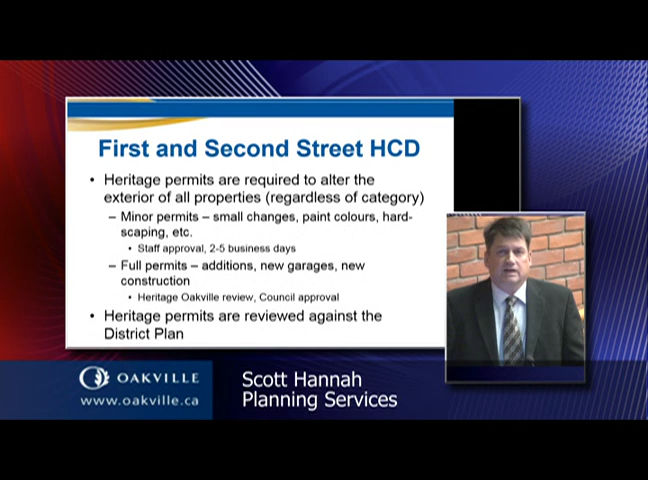 First and Second Street HCD
• Heritage permits are required to alter the
exterior of all properties (regardless of category)
– Minor permits – small changes, paint colours, hard-
scaping, etc.
• Staff approval, 2-5 business days
– Full permits – additions, new garages, new
construction
• Heritage Oakville review, Council approval
• Heritage permits are reviewed against the
District Plan
OAKVILLE
www.oakville.ca
Scott Hannah
Planning Services